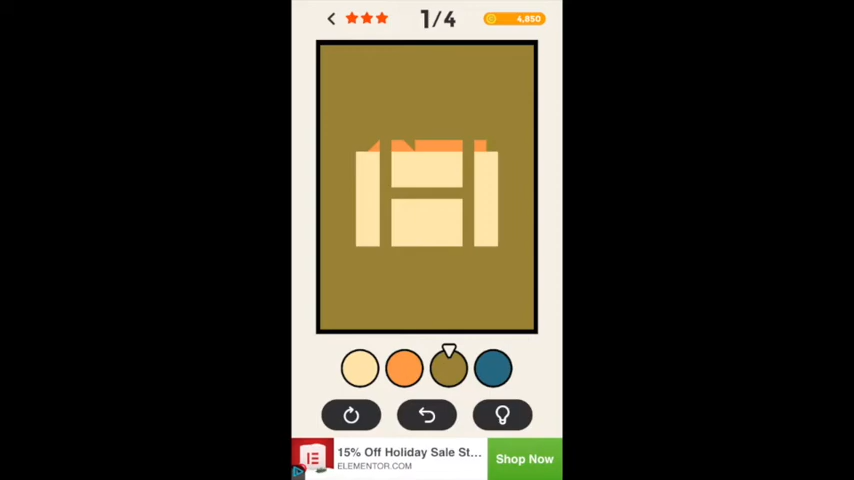 1/4
4,850
15% Off Holiday Sale St...
ELEMENTOR.COM
Shop Now